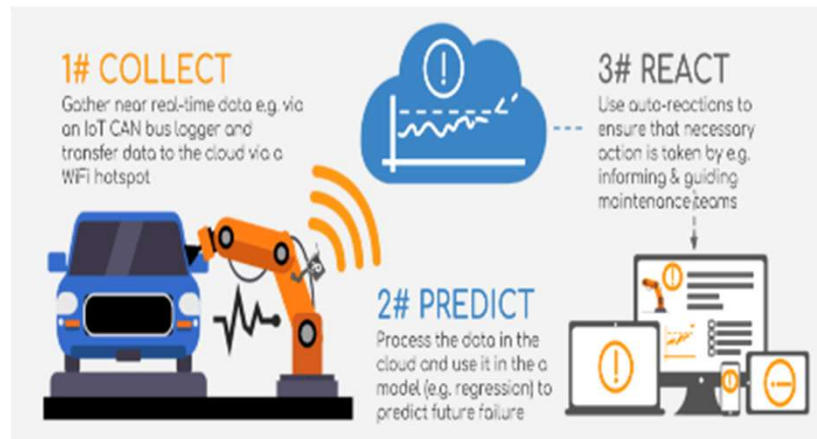 1# COLLECT
Gather near real-time data e.g. via
an IoT CAN bus logger and
transfer data to the cloud via a
WiFi hotspot
2# PREDICT
Process the data in the
cloud and use it in the a
model (e.g. regression) to
predict future failure
3# REACT
Use auto-reactions to
ensure that necessary
action is taken by e.g.
informing & guiding
maintenance teams